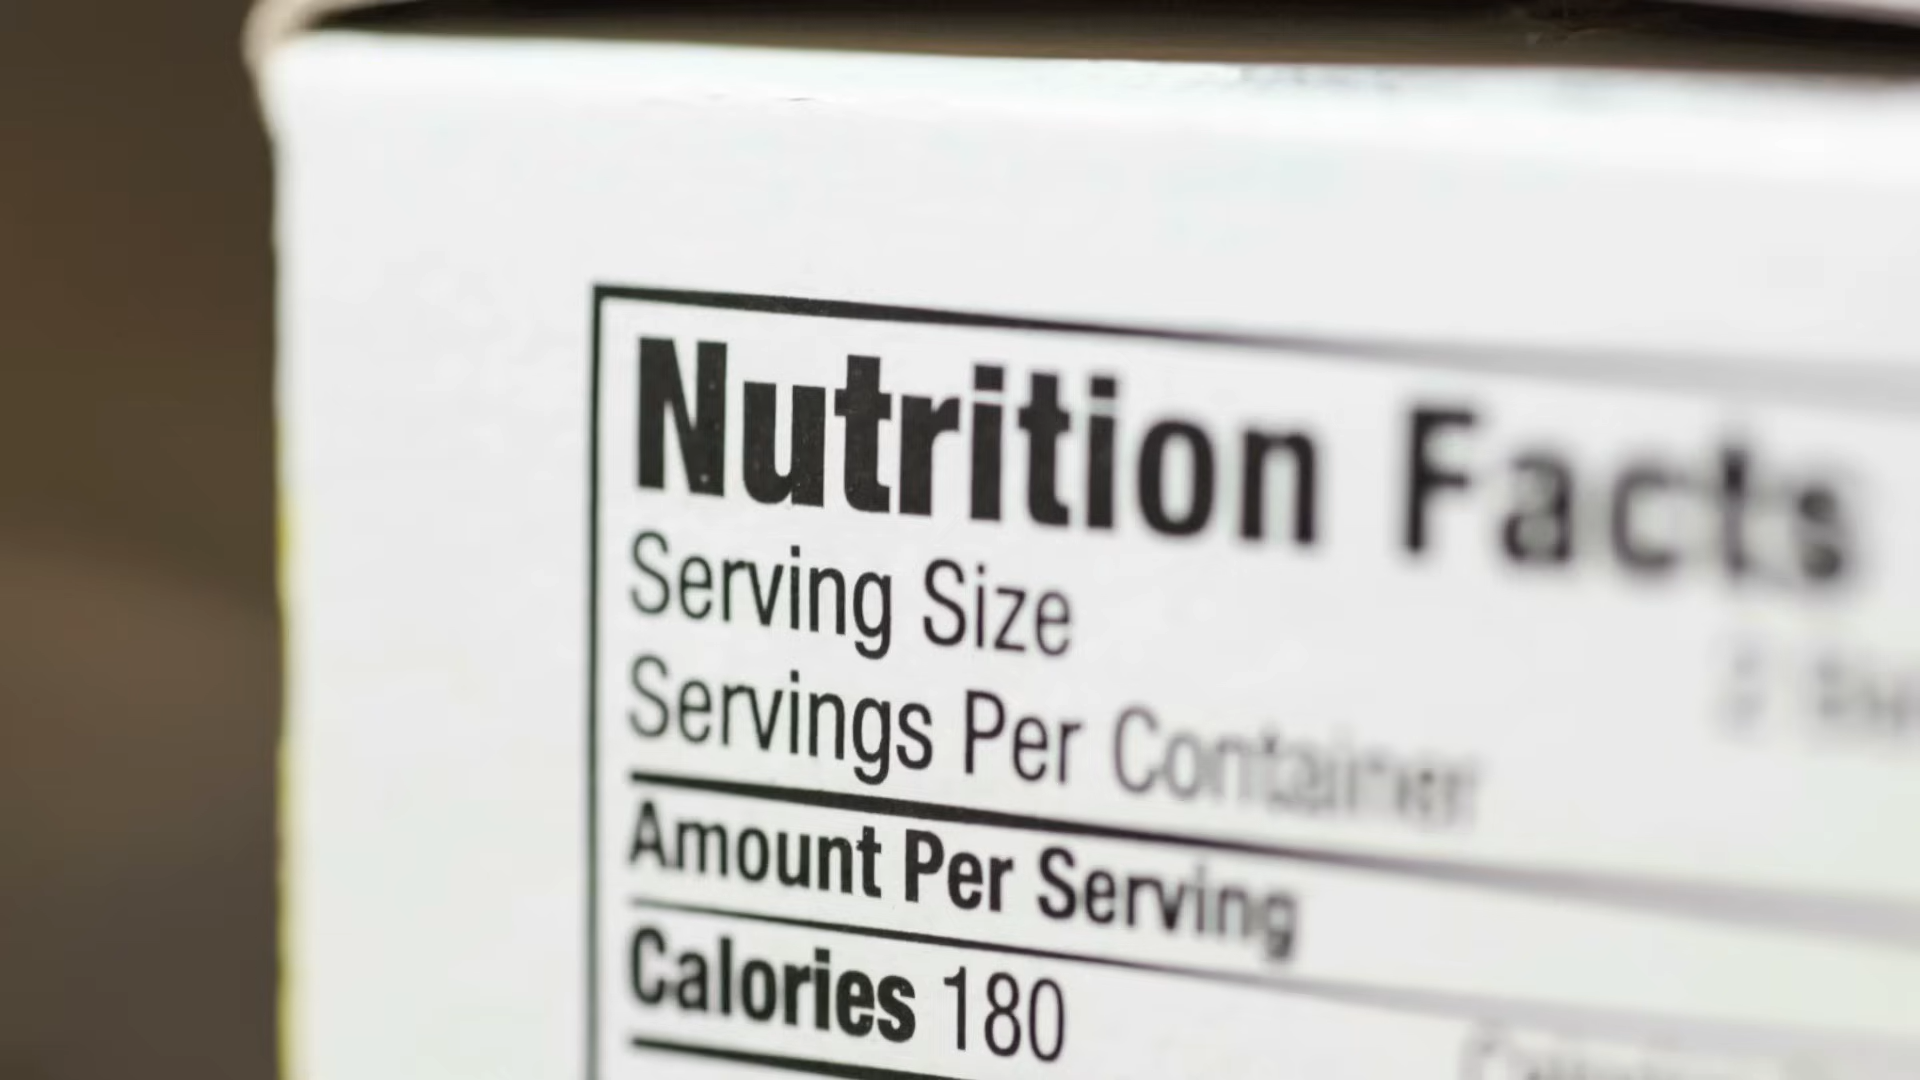 Nutrition Facts
Serving Size
Servings Per Container
Amount Per Serving
Calories 180